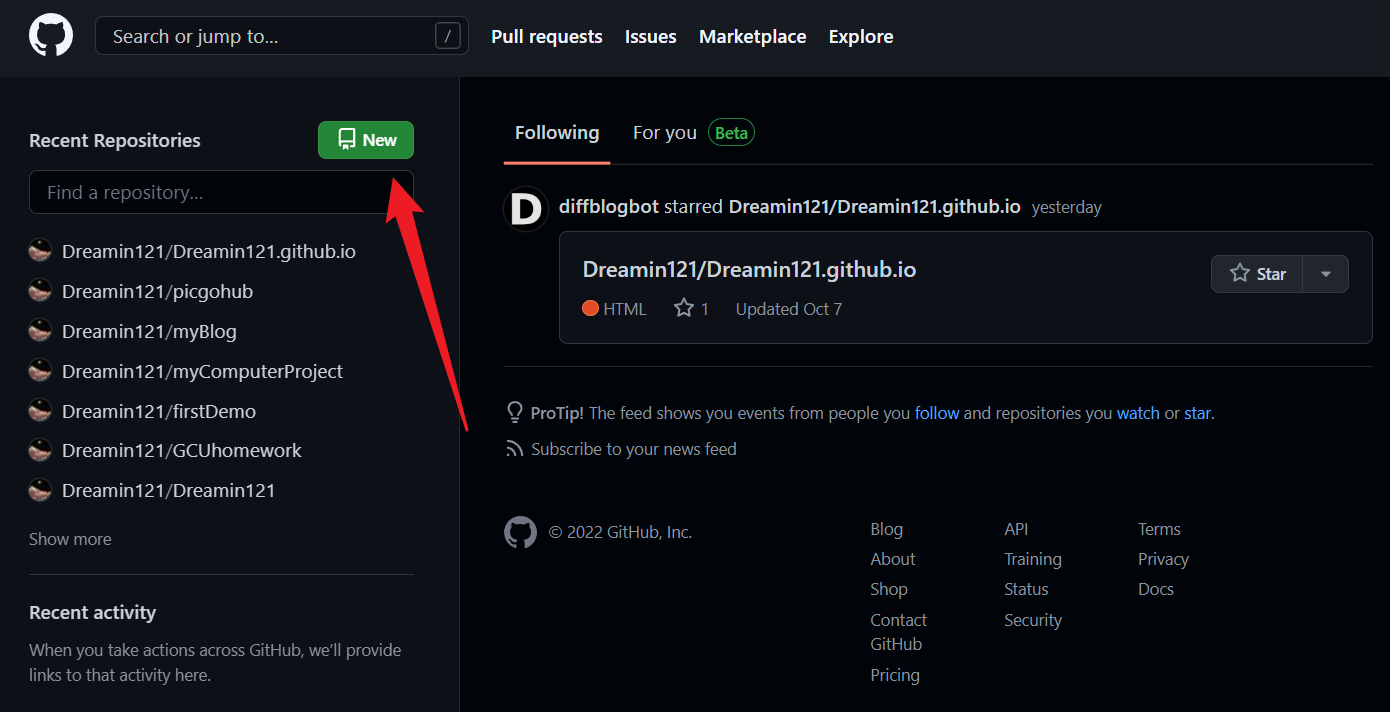 Search or jump to... /
Pull requests Issues Marketplace Explore
Recent Repositories
New
Find a repository...
Dreamin121/Dreamin121.github.io
Dreamin121/picgohub
Dreamin121/myBlog
Dreamin121/myComputerProject
Dreamin121/firstDemo
Dreamin121/GCUhomework
Dreamin121/Dreamin121
Show more
Recent activity
When you take actions across GitHub, we’ll provide
links to that activity here.
Following For you Beta
D
diffblogbot starred Dreamin121/Dreamin121.github.io yesterday
Dreamin121/Dreamin121.github.io
Star
HTML 1 Updated Oct 7
ProTip! The feed shows you events from people you follow and repositories you watch or star.
Subscribe to your news feed
© 2022 GitHub, Inc.
Blog
About
Shop
Contact
GitHub
Pricing
API
Training
Status
Security
Terms
Privacy
Docs